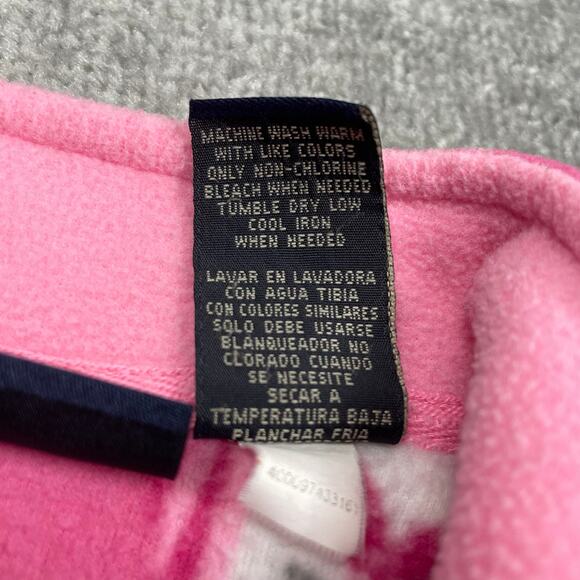 MACHINE WASH WARM
WITH LIKE COLORS
ONLY NON-CHLORINE
BLEACH WHEN NEEDED
TUMBLE DRY LOW
COOL IRON
WHEN NEEDED
LAVAR EN LAVADORA
CON AGUA TIBIA
CON COLORES SIMILARES
SOLO DEBE USARSE
BLANQUEADOR NO
CLORADO CUANDO
SE NECESITE
SECAR A
TEMPERATURA BAJA
PLANCHAR FRIA